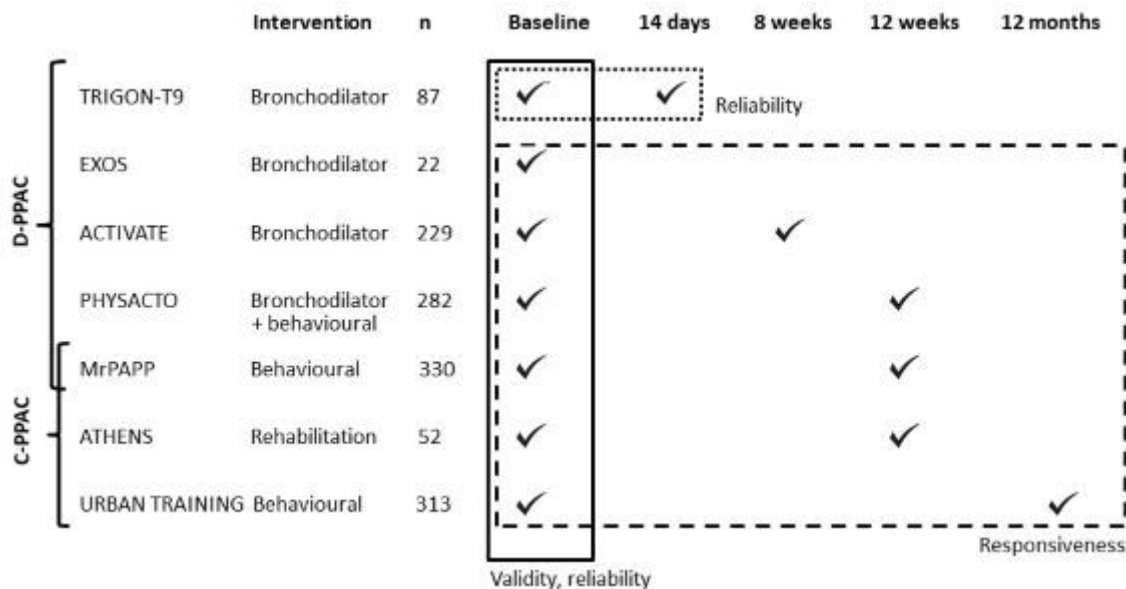 Intervention n Baseline 14 days 8 weeks 12 weeks 12 months
TRIGON-T9 Bronchodilator 87
Reliability
EXOS Bronchodilator 22
D-PPAC
ACTIVATE Bronchodilator 229
PHYSACTO Bronchodilator 282
+ behavioural
MrPAPP Behavioural 330
C-PPAC
ATHENS Rehabilitation 52
URBAN TRAINING Behavioural 313
Responsiveness
Validity, reliability